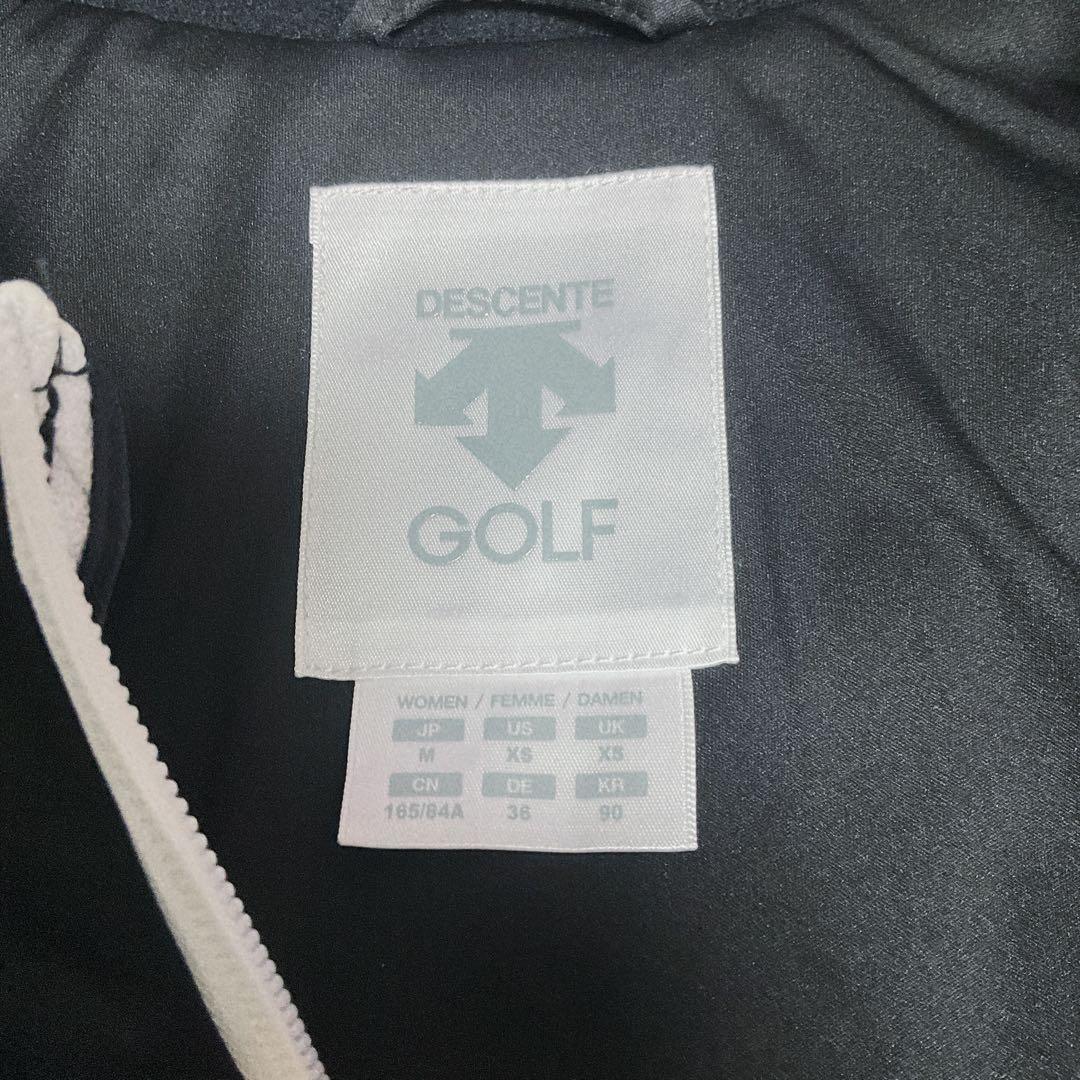 DESCENTE
GOLF
WOMEN / FEMME / DAMEN
JP US UK
M XS XS
CN DE KR
165/84A 36 90